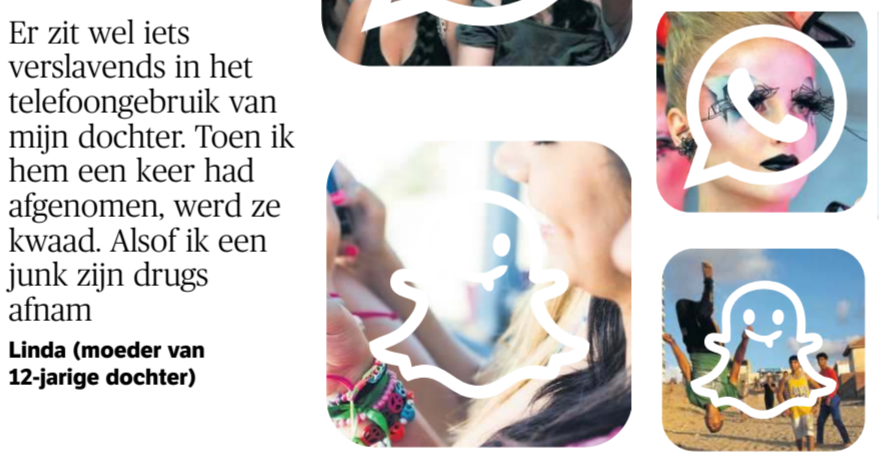 Er zit wel iets
verslavends in het
telefoongebruik van
mijn dochter. Toen ik
hem een keer had
afgenomen, werd ze
kwaad. Alsof ik een
junk zijn drugs
afnam
Linda (moeder van
12-jarige dochter)